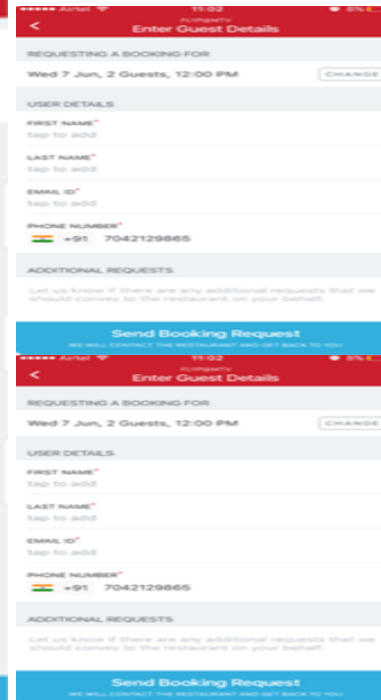 Airtel 11:02 8%
FLYP@MTV
Enter Guest Details
REQUESTING A BOOKING FOR
Wed 7 Jun, 2 Guests, 12:00 PM CHANGE
USER DETAILS
FIRST NAME*
tap to add
LAST NAME*
tap to add
EMAIL ID*
tap to add
PHONE NUMBER*
+91 7042129865
ADDITIONAL REQUESTS
Let us know if there are any additional requests that we
should convey to the restaurant on your behalf.
Send Booking Request
WE WILL CONTACT THE RESTAURANT AND GET BACK TO YOU
Airtel 11:02 8%
FLYP@MTV
Enter Guest Details
REQUESTING A BOOKING FOR
Wed 7 Jun, 2 Guests, 12:00 PM CHANGE
USER DETAILS
FIRST NAME*
tap to add
LAST NAME*
tap to add
EMAIL ID*
tap to add
PHONE NUMBER*
+91 7042129865
ADDITIONAL REQUESTS
Let us know if there are any additional requests that we
should convey to the restaurant on your behalf.
Send Booking Request
WE WILL CONTACT THE RESTAURANT AND GET BACK TO YOU